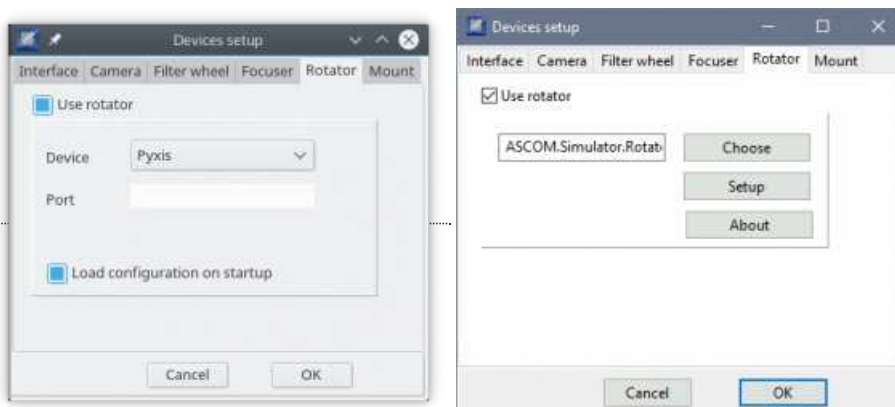 Devices setup
Interface Camera Filter wheel Focuser Rotator Mount
Use rotator
Device Pyxis
Port
Load configuration on startup
Cancel OK
Devices setup
Interface Camera Filter wheel Focuser Rotator Mount
Use rotator
ASCOM.Simulator.Rotat Choose
Setup
About
Cancel OK